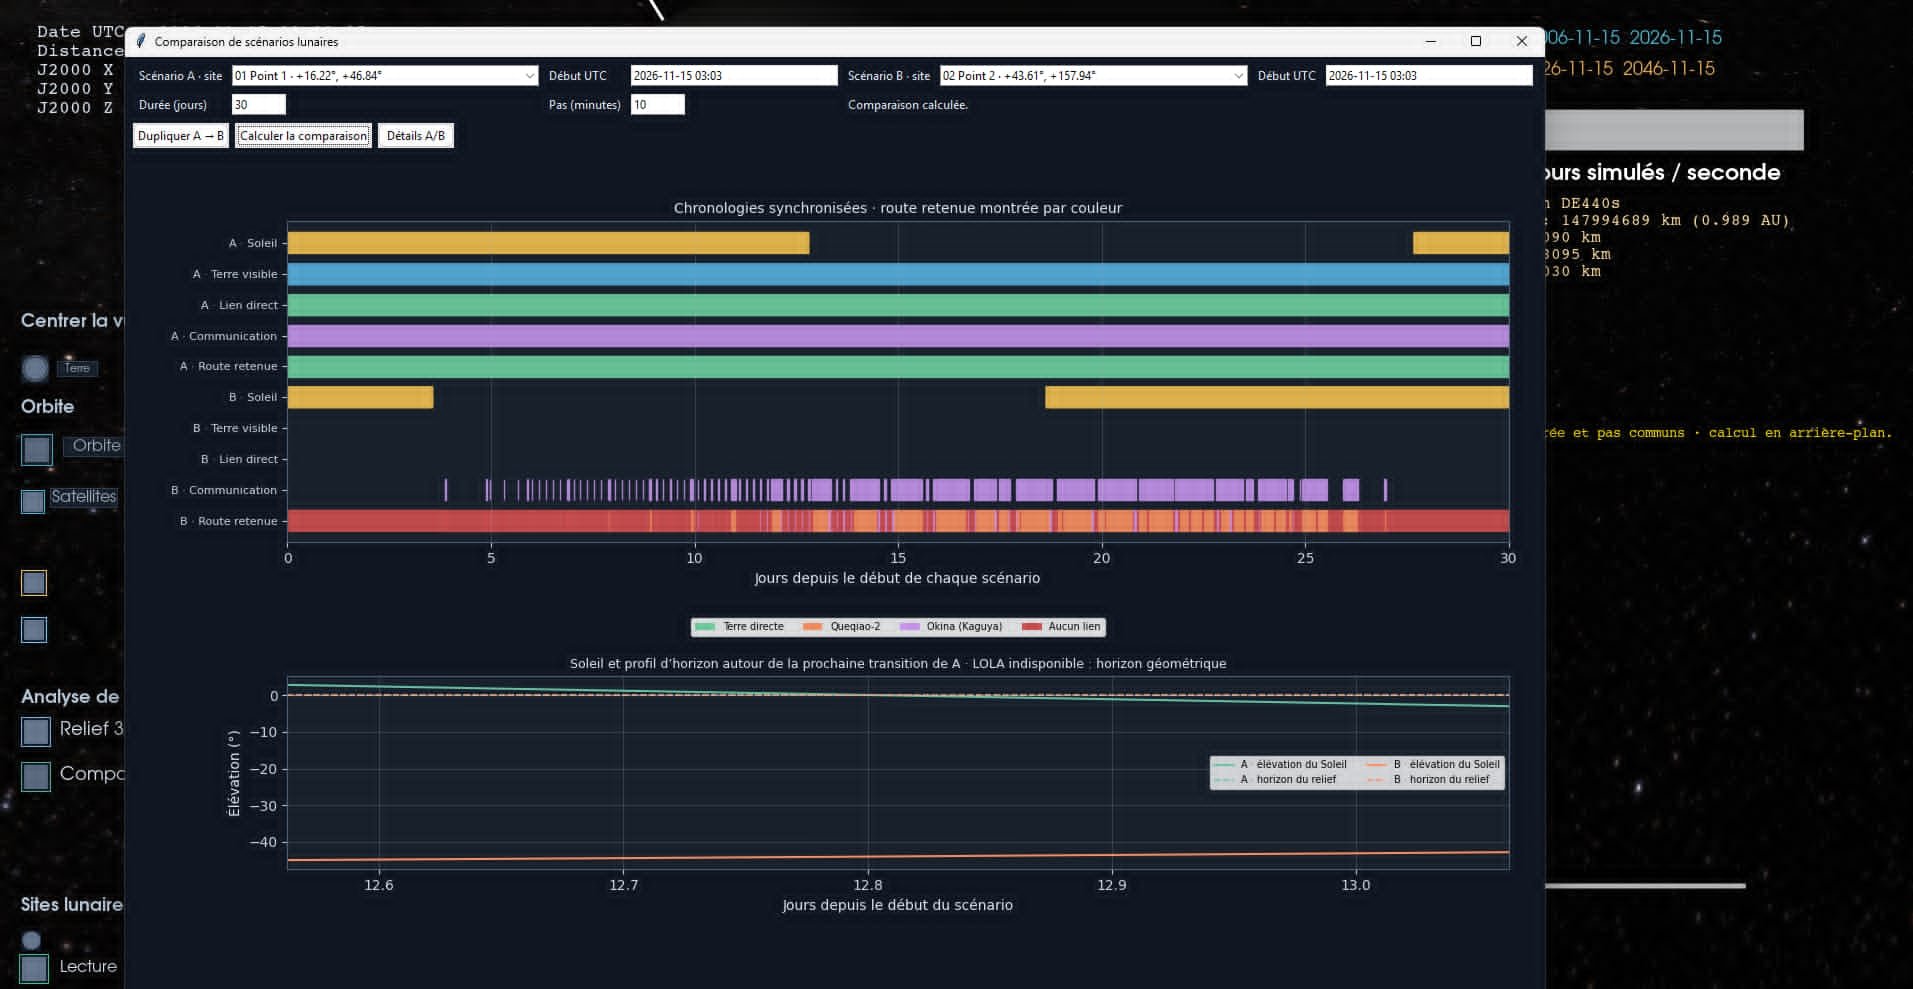 Date UTC
Distance
J2000 X
J2000 Y
J2000 Z
Comparaison de scénarios lunaires
Scénario A · site
01 Point 1 · +16.22°, +46.84°
Début UTC
2026-11-15 03:03
Scénario B · site
02 Point 2 · +43.61°, +157.94°
Début UTC
2026-11-15 03:03
Durée (jours)
30
Pas (minutes)
10
Comparaison calculée.
Dupliquer A → B
Calculer la comparaison
Détails A/B
06-11-15 2026-11-15
26-11-15 2046-11-15
ours simulés / seconde
DE440s
: 147994689 km (0.989 AU)
090 km
3095 km
030 km
rée et pas communs · calcul en arrière-plan.
Centrer la v
Terre
Orbite
Orbite
Satellites
Analyse de
Relief 3
Compa
Sites lunaire
Lecture
Chronologies synchronisées · route retenue montrée par couleur
A · Soleil
A · Terre visible
A · Lien direct
A · Communication
A · Route retenue
B · Soleil
B · Terre visible
B · Lien direct
B · Communication
B · Route retenue
0 5 10 15 20 25 30
Jours depuis le début de chaque scénario
Terre directe Queqiao-2 Okina (Kaguya) Aucun lien
Soleil et profil d’horizon autour de la prochaine transition de A · LOLA indisponible : horizon géométrique
Élévation (°)
0
−10
−20
−30
−40
A · élévation du Soleil B · élévation du Soleil
A · horizon du relief B · horizon du relief
12.6 12.7 12.8 12.9 13.0
Jours depuis le début du scénario